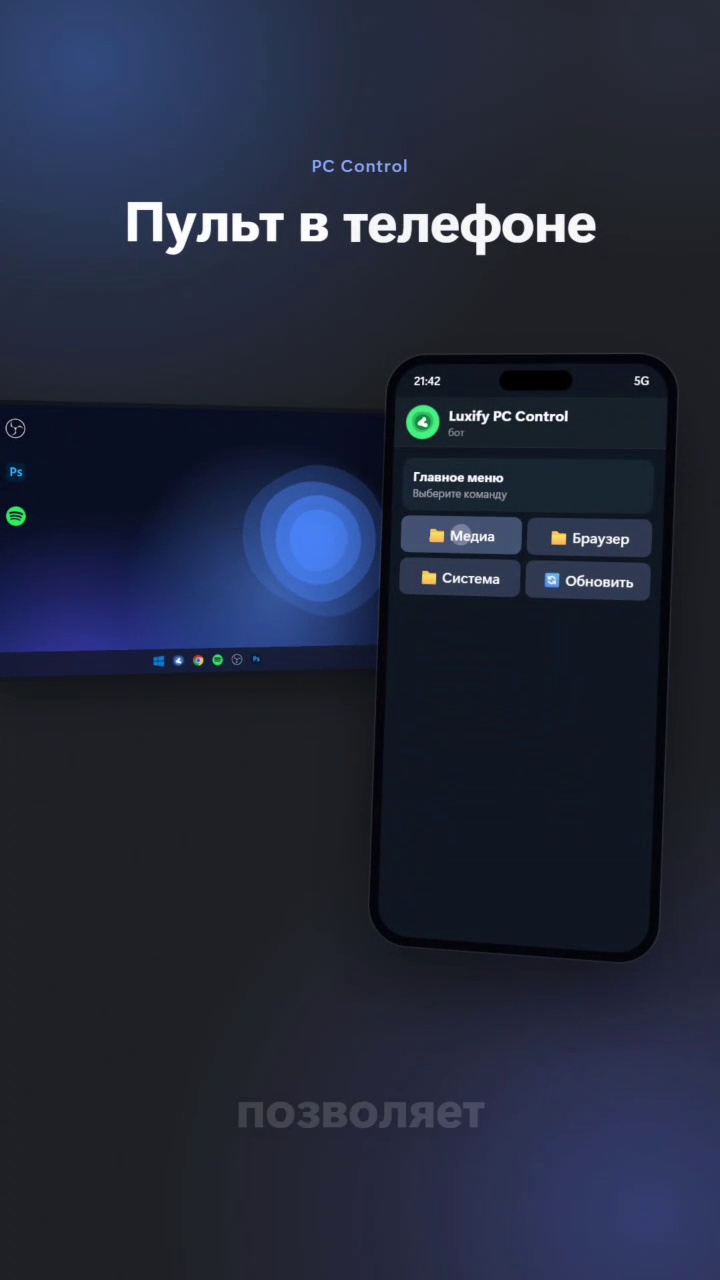 PC Control
Пульт в телефоне
21:42
5G
Luxify PC Control
бот
Главное меню
Выберите команду
Медиа
Браузер
Система
Обновить
Ps
Ps
позволяет